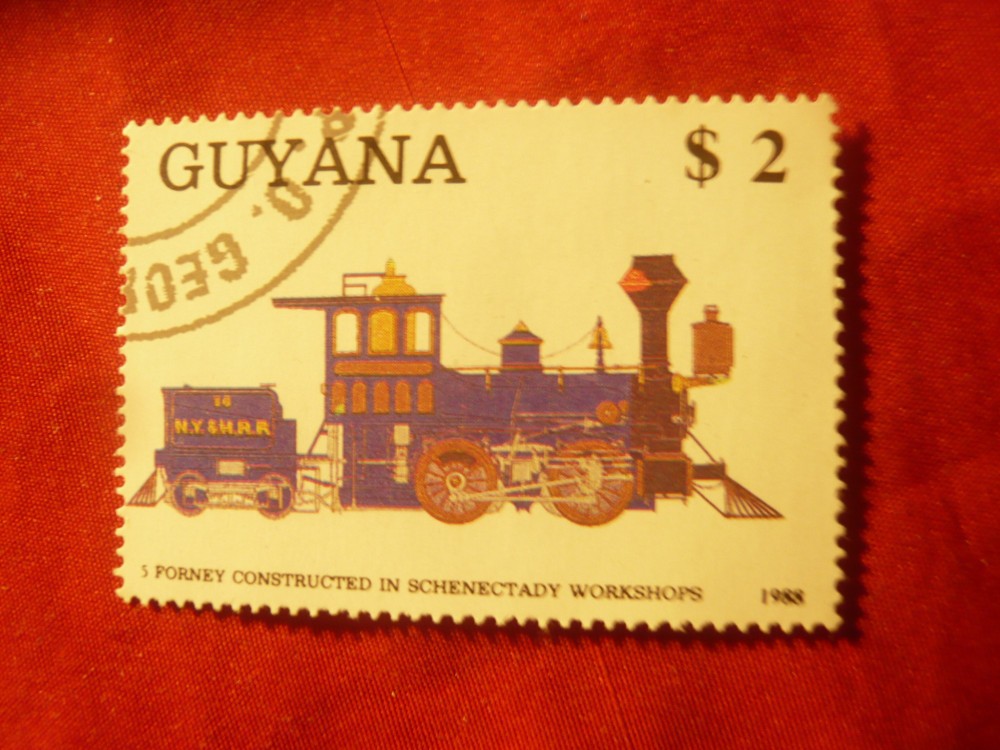 GUYANA $ 2
14
N.Y. & H.R.R
5 FORNEY CONSTRUCTED IN SCHENECTADY WORKSHOPS 1988